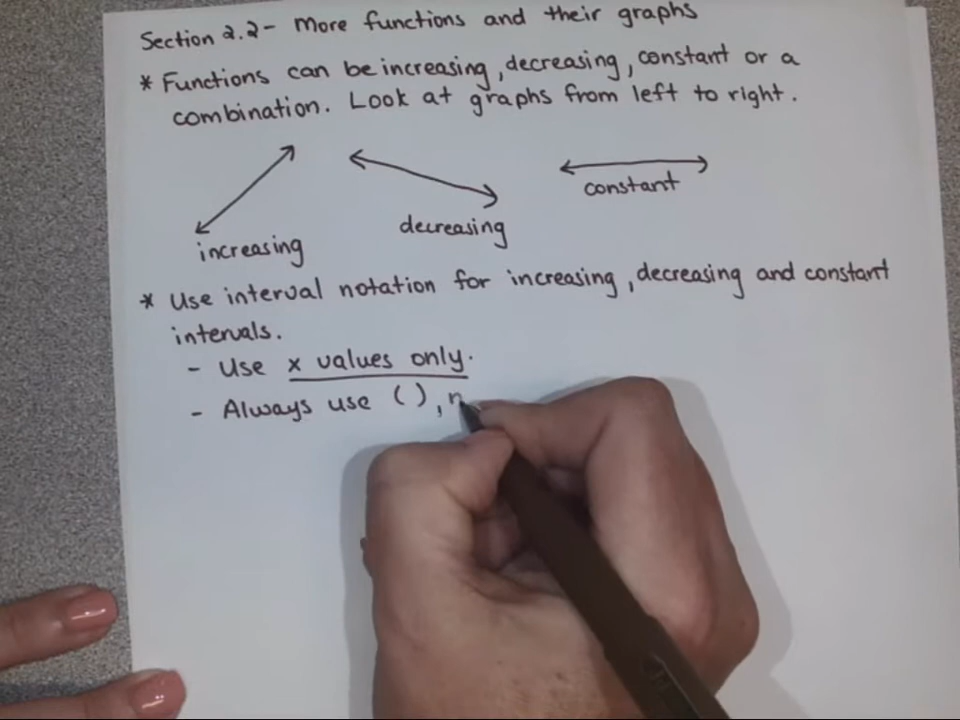 Section 2.2- More functions and their graphs
* Functions can be increasing, decreasing, constant or a
combination. Look at graphs from left to right.
increasing
decreasing
constant
* Use interval notation for increasing, decreasing and constant
intervals.
- Use x values only.
- Always use ( ), n